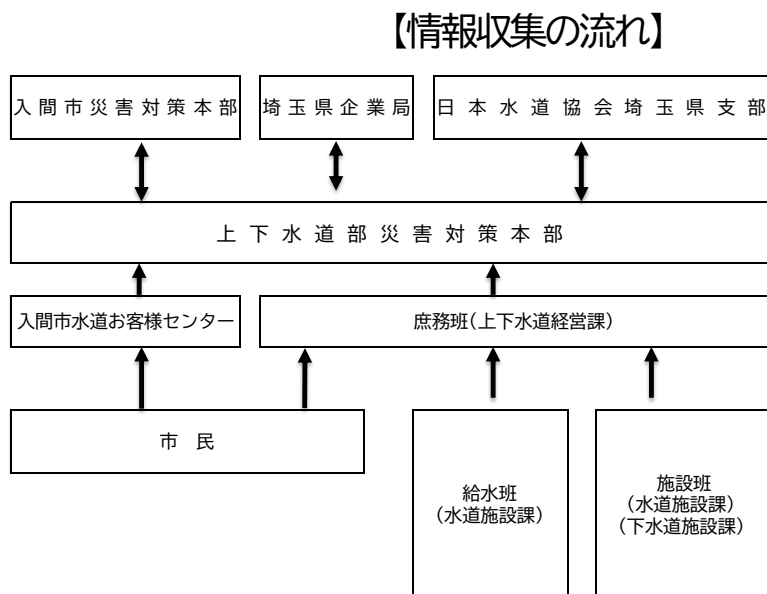 【情報収集の流れ】
入間市災害対策本部
埼玉県企業局
日本水道協会埼玉県支部
上下水道部災害対策本部
入間市水道お客様センター
庶務班(上下水道経営課)
市民
給水班
(水道施設課)
施設班
(水道施設課)
(下水道施設課)